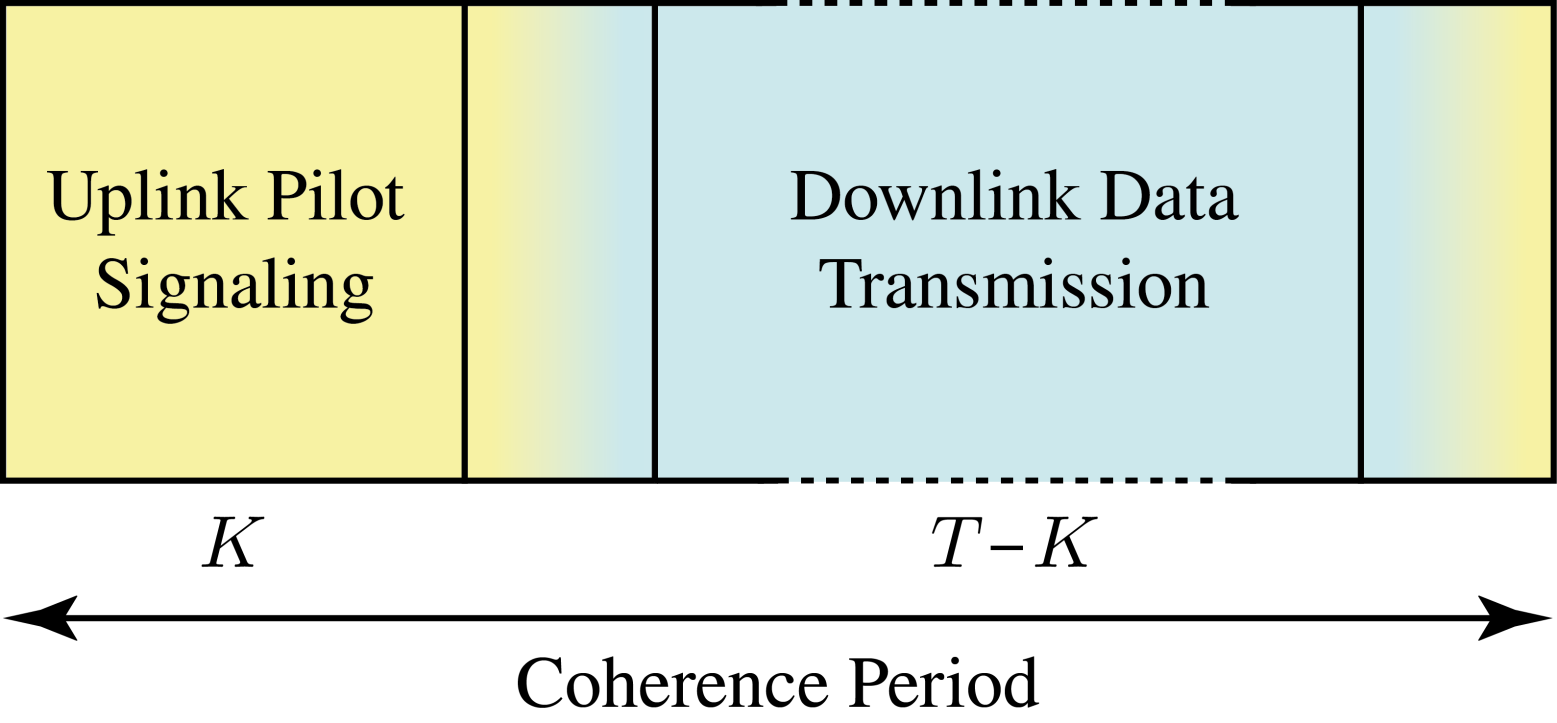 Uplink Pilot
Signaling
Downlink Data
Transmission
K
T – K
Coherence Period